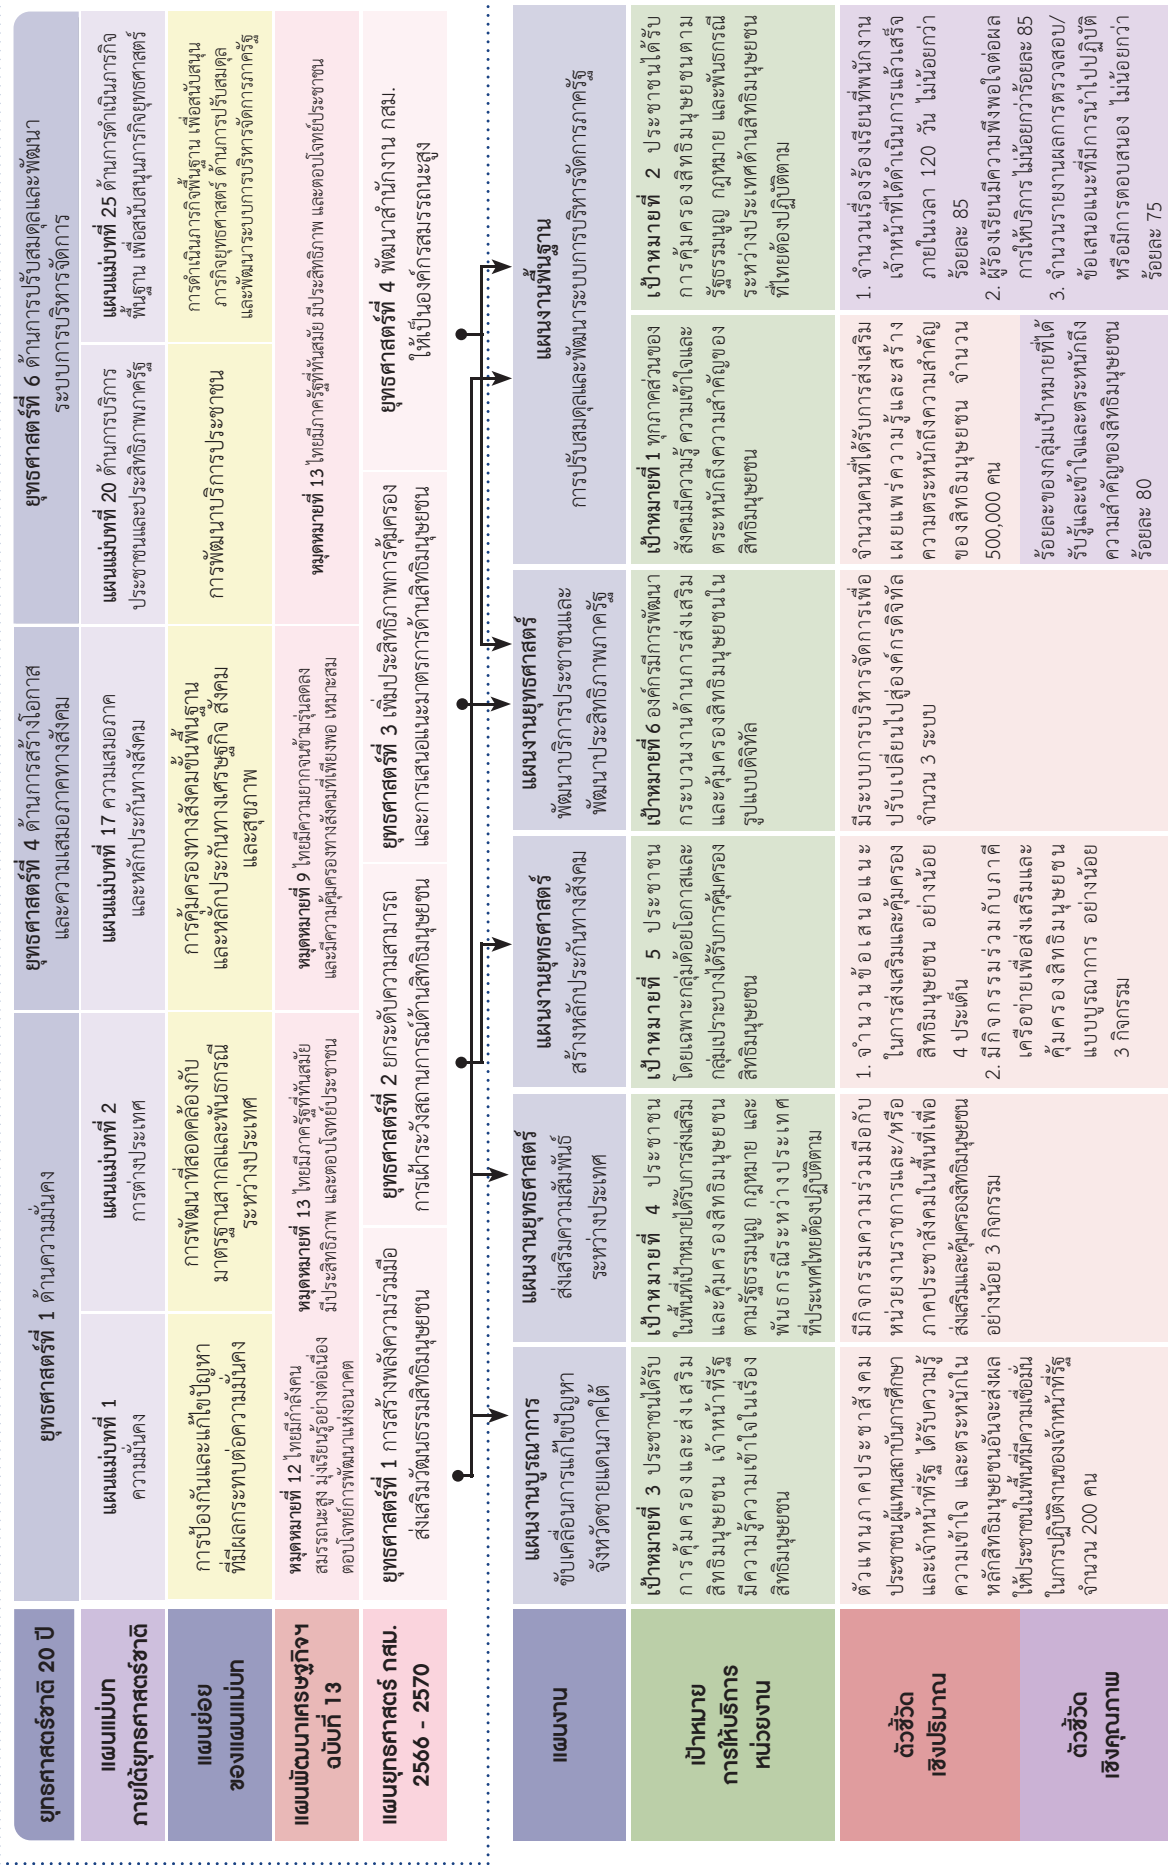 ยุทธศาสตร์ชาติ 20 ปี
ยุทธศาสตร์ที่ 1 ด้านความมั่นคง
ยุทธศาสตร์ที่ 4 ด้านการสร้างโอกาส
และความเสมอภาคทางสังคม
ยุทธศาสตร์ที่ 6 ด้านการปรับสมดุลและพัฒนา
ระบบการบริหารจัดการ
แผนแม่บท
ภายใต้ยุทธศาสตร์ชาติ
แผนแม่บทที่ 1
ความมั่นคง
แผนแม่บทที่ 2
การต่างประเทศ
แผนแม่บทที่ 17 ความเสมอภาค
และหลักประกันทางสังคม
แผนแม่บทที่ 20 ด้านการบริการ
ประชาชนและประสิทธิภาพภาครัฐ
แผนแม่บทที่ 25 ด้านการดำเนินภารกิจ
พื้นฐาน เพื่อสนับสนุนภารกิจยุทธศาสตร์
แผนย่อย
ของแผนแม่บท
การป้องกันและแก้ไขปัญหา
ที่มีผลกระทบต่อความมั่นคง
การพัฒนาที่สอดคล้องกับ
มาตรฐานสากลและพันธกรณี
ระหว่างประเทศ
การคุ้มครองทางสังคมขั้นพื้นฐาน
และหลักประกันทางเศรษฐกิจ สังคม
และสุขภาพ
การพัฒนาบริการประชาชน
การดำเนินภารกิจพื้นฐาน เพื่อสนับสนุน
ภารกิจยุทธศาสตร์ ด้านการปรับสมดุล
และพัฒนาระบบการบริหารจัดการภาครัฐ
แผนพัฒนาเศรษฐกิจฯ
ฉบับที่ 13
หมุดหมายที่ 12 ไทยมีกำลังคน
สมรรถนะสูง มุ่งเรียนรู้อย่างต่อเนื่อง
ตอบโจทย์การพัฒนาแห่งอนาคต
หมุดหมายที่ 13 ไทยมีภาครัฐที่ทันสมัย
มีประสิทธิภาพ และตอบโจทย์ประชาชน
หมุดหมายที่ 9 ไทยมีความยากจนข้ามรุ่นลดลง
และมีความคุ้มครองทางสังคมที่เพียงพอ เหมาะสม
หมุดหมายที่ 13 ไทยมีภาครัฐที่ทันสมัย มีประสิทธิภาพ และตอบโจทย์ประชาชน
แผนยุทธศาสตร์ กสม.
2566 - 2570
ยุทธศาสตร์ที่ 1 การสร้างพลังความร่วมมือ
ส่งเสริมวัฒนธรรมสิทธิมนุษยชน
ยุทธศาสตร์ที่ 2 ยกระดับความสามารถ
การเฝ้าระวังสถานการณ์ด้านสิทธิมนุษยชน
ยุทธศาสตร์ที่ 3 เพิ่มประสิทธิภาพการคุ้มครอง
และการเสนอแนะมาตรการด้านสิทธิมนุษยชน
ยุทธศาสตร์ที่ 4 พัฒนาสำนักงาน กสม.
ให้เป็นองค์กรสมรรถนะสูง
แผนงาน
แผนงานบูรณาการ
ขับเคลื่อนการแก้ไขปัญหา
จังหวัดชายแดนภาคใต้
แผนงานยุทธศาสตร์
ส่งเสริมความสัมพันธ์
ระหว่างประเทศ
แผนงานยุทธศาสตร์
สร้างหลักประกันทางสังคม
แผนงานยุทธศาสตร์
พัฒนาบริการประชาชนและ
พัฒนาประสิทธิภาพภาครัฐ
แผนงานพื้นฐาน
การปรับสมดุลและพัฒนาระบบการบริหารจัดการภาครัฐ
เป้าหมาย
การให้บริการ
หน่วยงาน
เป้าหมายที่ 3 ประชาชนได้รับ
การคุ้มครองและส่งเสริม
สิทธิมนุษยชน เจ้าหน้าที่รัฐ
มีความรู้ความเข้าใจในเรื่อง
สิทธิมนุษยชน
เป้าหมายที่ 4 ประชาชน
ในพื้นที่เป้าหมายได้รับการส่งเสริม
และคุ้มครองสิทธิมนุษยชน
ตามรัฐธรรมนูญ กฎหมาย และ
พันธกรณีระหว่างประเทศ
ที่ประเทศไทยต้องปฏิบัติตาม
เป้าหมายที่ 5 ประชาชน
โดยเฉพาะกลุ่มด้อยโอกาสและ
กลุ่มเปราะบางได้รับการคุ้มครอง
สิทธิมนุษยชน
เป้าหมายที่ 6 องค์กรมีการพัฒนา
กระบวนงานด้านการส่งเสริม
และคุ้มครองสิทธิมนุษยชนใน
รูปแบบดิจิทัล
เป้าหมายที่ 1 ทุกภาคส่วนของ
สังคมมีความรู้ ความเข้าใจและ
ตระหนักถึงความสำคัญของ
สิทธิมนุษยชน
เป้าหมายที่ 2 ประชาชนได้รับ
การคุ้มครองสิทธิมนุษยชนตาม
รัฐธรรมนูญ กฎหมาย และพันธกรณี
ระหว่างประเทศด้านสิทธิมนุษยชน
ที่ไทยต้องปฏิบัติตาม
ตัวชี้วัด
เชิงปริมาณ
ตัวแทนภาคประชาสังคม
ประชาชนผู้แทนสถาบันการศึกษา
และเจ้าหน้าที่รัฐ ได้รับความรู้
ความเข้าใจ และตระหนักใน
หลักสิทธิมนุษยชนอันจะส่งผล
ให้ประชาชนในพื้นที่มีความเชื่อมั่น
ในการปฏิบัติงานของเจ้าหน้าที่รัฐ
จำนวน 200 คน
มีกิจกรรมความร่วมมือกับ
หน่วยงานราชการและ/หรือ
ภาคประชาสังคมในพื้นที่เพื่อ
ส่งเสริมและคุ้มครองสิทธิมนุษยชน
อย่างน้อย 3 กิจกรรม
1. จำนวนข้อเสนอแนะ
ในการส่งเสริมและคุ้มครอง
สิทธิมนุษยชน อย่างน้อย
4 ประเด็น
2. มีกิจกรรมร่วมกับภาคี
เครือข่ายเพื่อส่งเสริมและ
คุ้มครองสิทธิมนุษยชน
แบบบูรณาการ อย่างน้อย
3 กิจกรรม
มีระบบการบริหารจัดการเพื่อ
ปรับเปลี่ยนไปสู่องค์กรดิจิทัล
จำนวน 3 ระบบ
จำนวนคนที่ได้รับการส่งเสริม
เผยแพร่ความรู้และสร้าง
ความตระหนักถึงความสำคัญ
ของสิทธิมนุษยชน จำนวน
500,000 คน
1. จำนวนเรื่องร้องเรียนที่พนักงาน
เจ้าหน้าที่ได้ดำเนินการแล้วเสร็จ
ภายในเวลา 120 วัน ไม่น้อยกว่า
ร้อยละ 85
2. ผู้ร้องเรียนมีความพึงพอใจต่อผล
การให้บริการ ไม่น้อยกว่าร้อยละ 85
3. จำนวนรายงานผลการตรวจสอบ/
ข้อเสนอแนะที่มีการนำไปปฏิบัติ
หรือมีการตอบสนอง ไม่น้อยกว่า
ร้อยละ 75
ตัวชี้วัด
เชิงคุณภาพ
ร้อยละของกลุ่มเป้าหมายที่ได้
รับรู้และเข้าใจและตระหนักถึง
ความสำคัญของสิทธิมนุษยชน
ร้อยละ 80